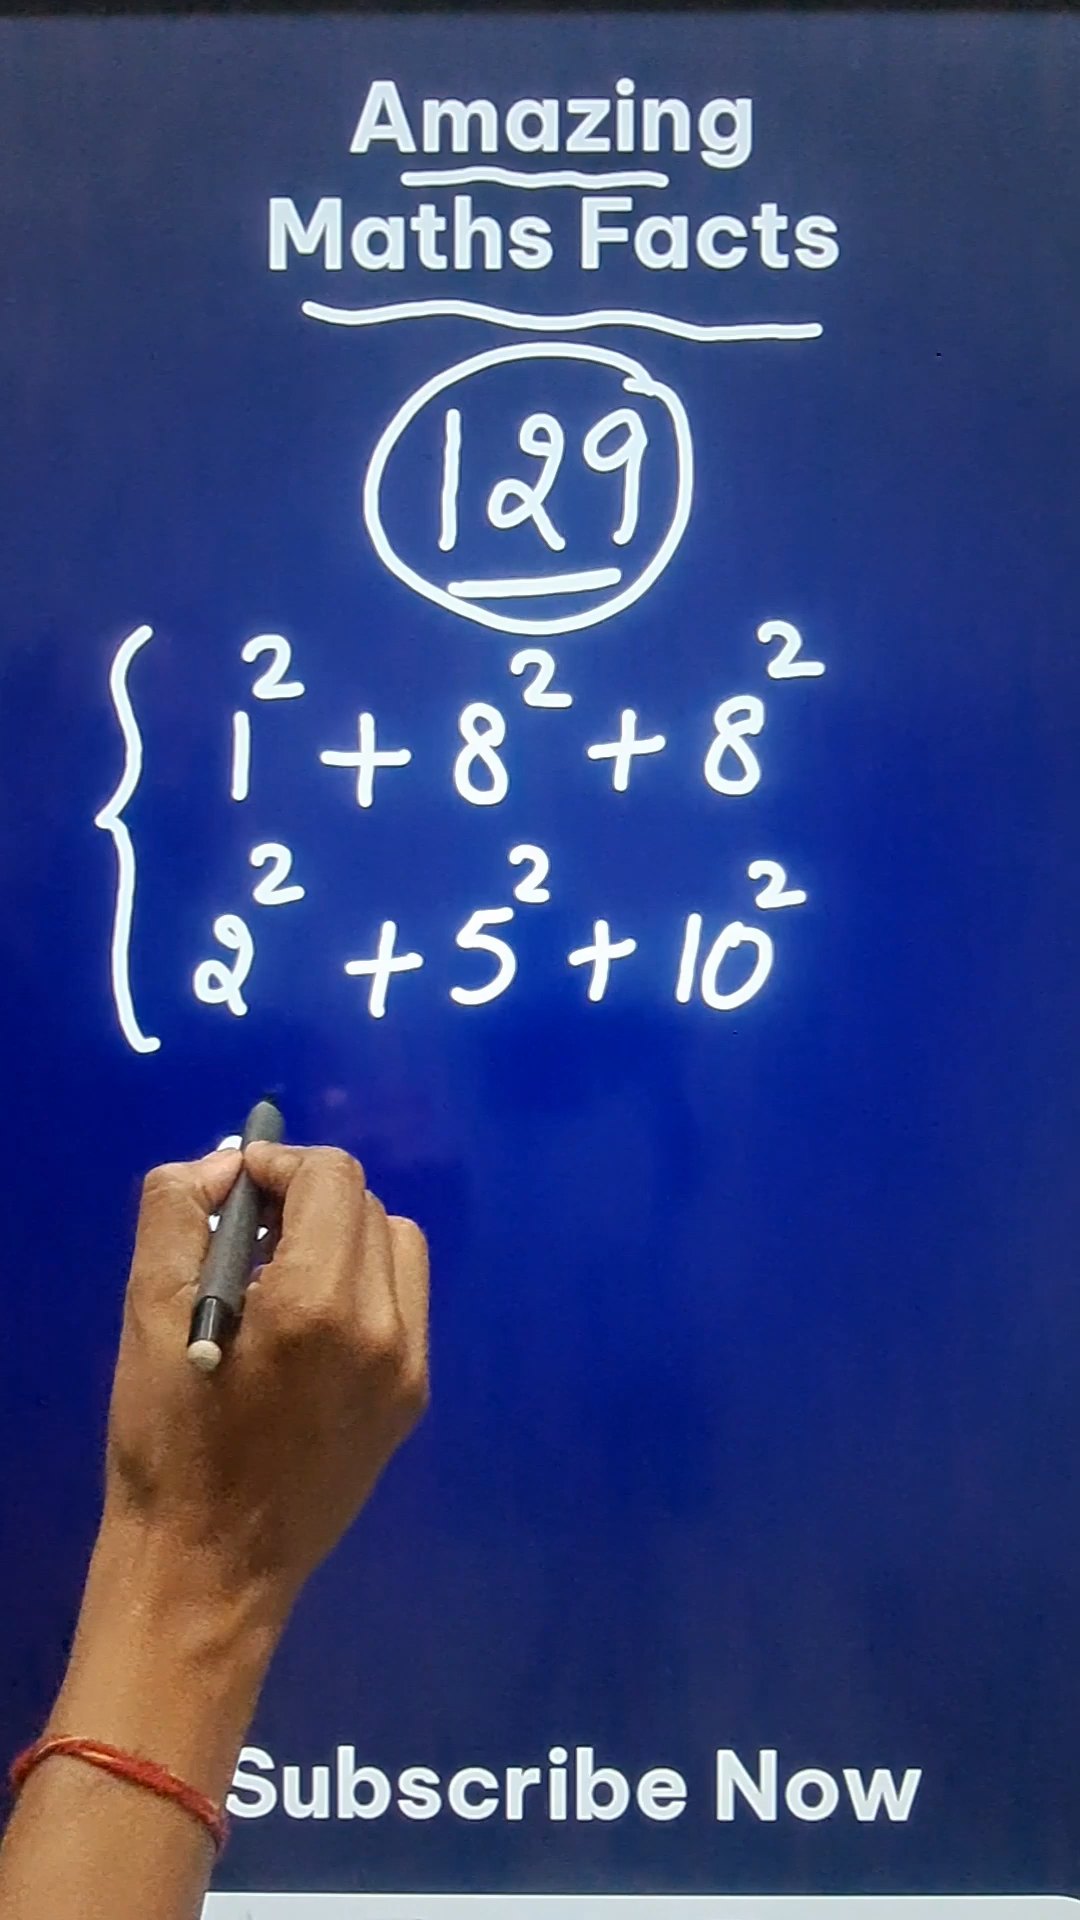 Amazing
Maths Facts
129
1² + 8² + 8²
2² + 5² + 10²
Subscribe Now